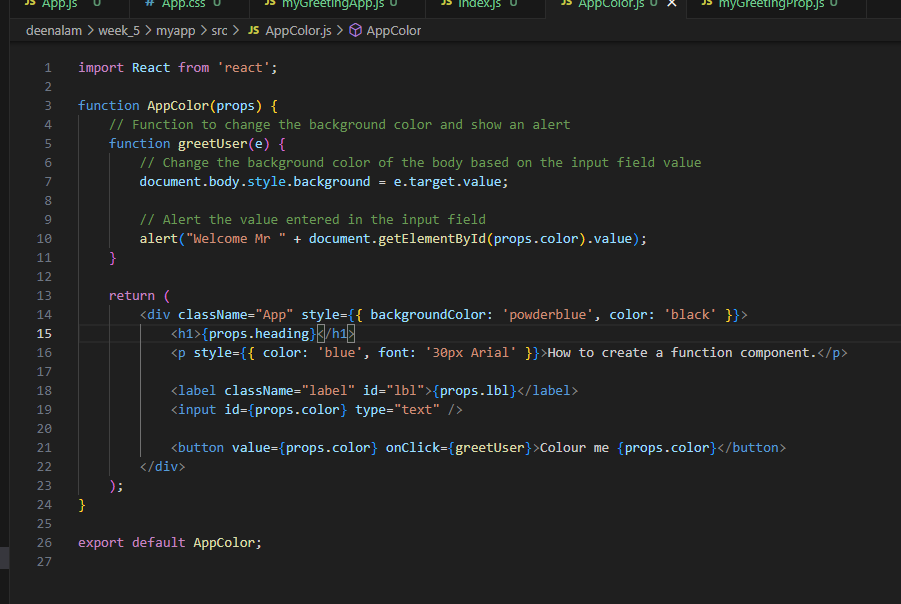 JS App.js U # App.css U JS myGreetingApp.js U JS index.js U JS AppColor.js U × JS myGreetingProp.js U
deenalam > week_5 > myapp > src > JS AppColor.js > AppColor
1 import React from 'react';
2
3 function AppColor(props) {
4 // Function to change the background color and show an alert
5 function greetUser(e) {
6 // Change the background color of the body based on the input field value
7 document.body.style.background = e.target.value;
8
9 // Alert the value entered in the input field
10 alert("Welcome Mr " + document.getElementById(props.color).value);
11 }
12
13 return (
14 <div className="App" style={{ backgroundColor: 'powderblue', color: 'black' }}>
15 <h1>{props.heading}</h1>
16 <p style={{ color: 'blue', font: '30px Arial' }}>How to create a function component.</p>
17
18 <label className="label" id="lbl">{props.lbl}</label>
19 <input id={props.color} type="text" />
20
21 <button value={props.color} onClick={greetUser}>Colour me {props.color}</button>
22 </div>
23 );
24 }
25
26 export default AppColor;
27